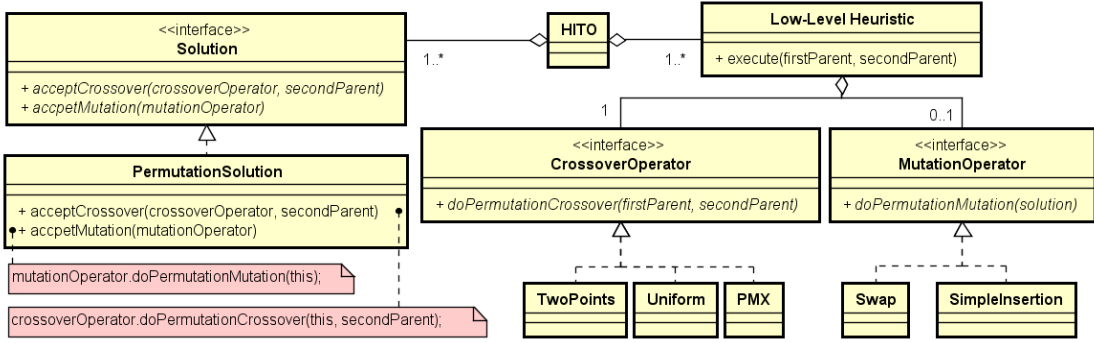 <<interface>>
Solution
+ acceptCrossover(crossoverOperator, secondParent)
+ accpetMutation(mutationOperator)
1..*
HITO
1..*
Low-Level Heuristic
+ execute(firstParent, secondParent)
1
0..1
PermutationSolution
+ acceptCrossover(crossoverOperator, secondParent)
+ accpetMutation(mutationOperator)
mutationOperator.doPermutationMutation(this);
crossoverOperator.doPermutationCrossover(this, secondParent);
<<interface>>
CrossoverOperator
+ doPermutationCrossover(firstParent, secondParent)
<<interface>>
MutationOperator
+ doPermutationMutation(solution)
TwoPoints
Uniform
PMX
Swap
SimpleInsertion